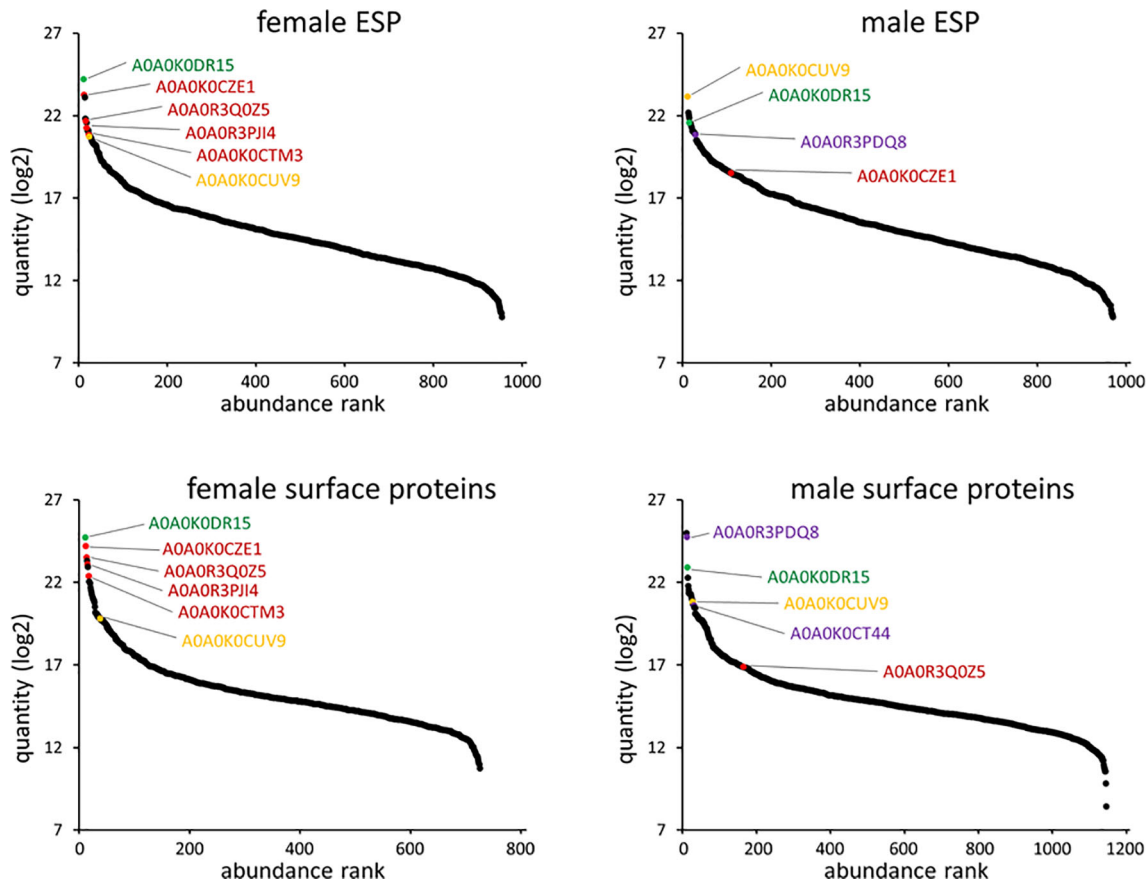 female ESP
27
22
17
12
7
quantity (log2)
A0A0K0DR15
A0A0K0CZE1
A0A0R3Q0Z5
A0A0R3PJI4
A0A0K0CTM3
A0A0K0CUV9
0 200 400 600 800 1000
abundance rank
male ESP
27
22
17
12
7
quantity (log2)
A0A0K0CUV9
A0A0K0DR15
A0A0R3PDQ8
A0A0K0CZE1
0 200 400 600 800 1000
abundance rank
female surface proteins
27
22
17
12
7
quantity (log2)
A0A0K0DR15
A0A0K0CZE1
A0A0R3Q0Z5
A0A0R3PJI4
A0A0K0CTM3
A0A0K0CUV9
0 200 400 600 800
abundance rank
male surface proteins
27
22
17
12
7
quantity (log2)
A0A0R3PDQ8
A0A0K0DR15
A0A0K0CUV9
A0A0K0CT44
A0A0R3Q0Z5
0 200 400 600 800 1000 1200
abundance rank